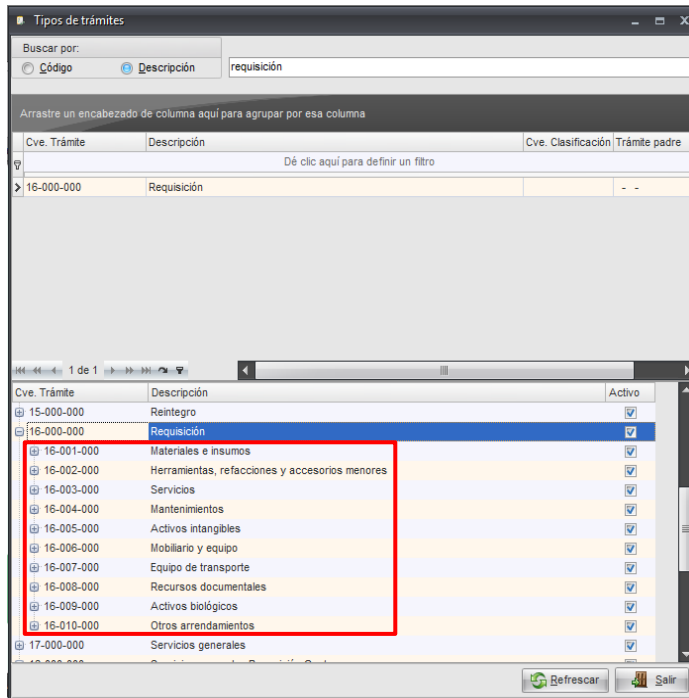 Tipos de trámites
Buscar por:
Código Descripción requisición
Arrastre un encabezado de columna aquí para agrupar por esa columna
Cve. Trámite Descripción Cve. Clasificación Trámite padre
Dé clic aquí para definir un filtro
16-000-000 Requisición - -
1 de 1
Cve. Trámite Descripción Activo
15-000-000 Reintegro
16-000-000 Requisición
16-001-000 Materiales e insumos
16-002-000 Herramientas, refacciones y accesorios menores
16-003-000 Servicios
16-004-000 Mantenimientos
16-005-000 Activos intangibles
16-006-000 Mobiliario y equipo
16-007-000 Equipo de transporte
16-008-000 Recursos documentales
16-009-000 Activos biológicos
16-010-000 Otros arrendamientos
17-000-000 Servicios generales
Refrescar Salir